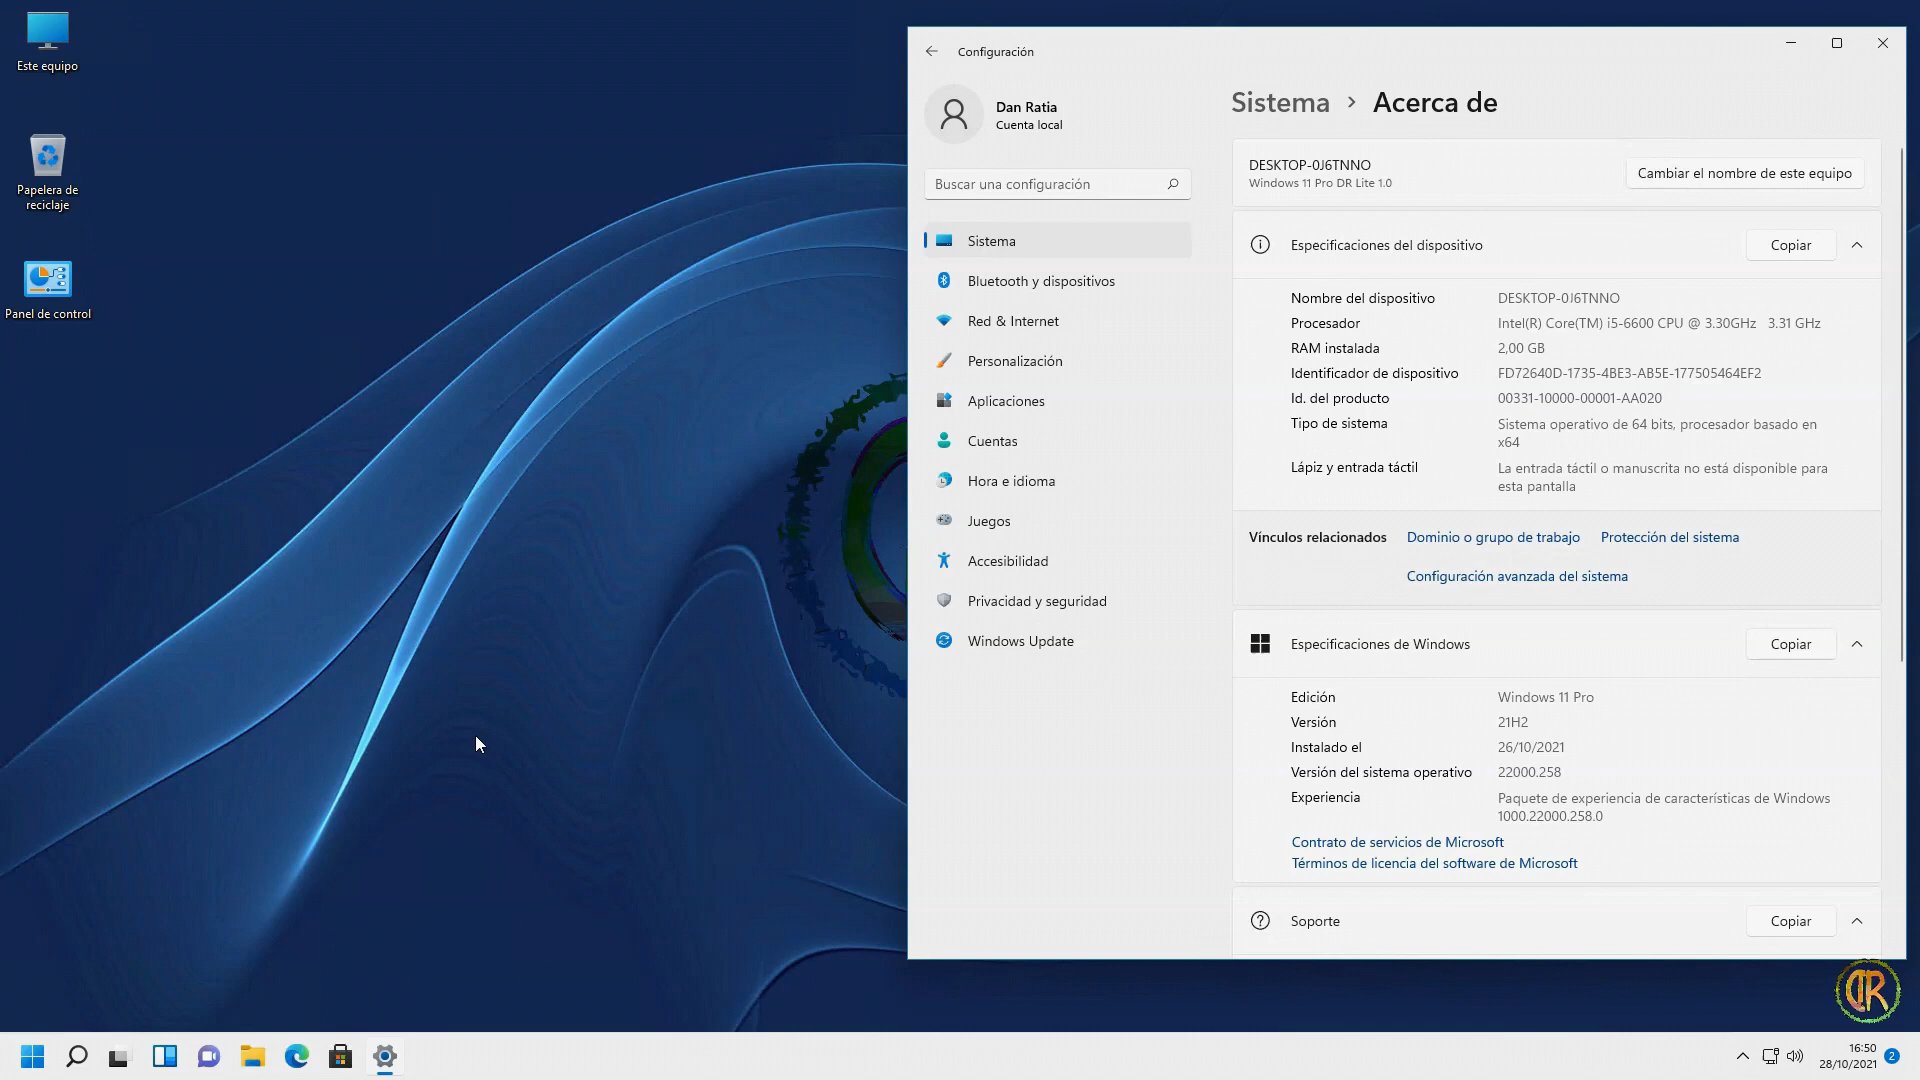 Este equipo
Papelera de
reciclaje
Panel de control
Configuración
Dan Ratia
Cuenta local
Buscar una configuración
Sistema
Bluetooth y dispositivos
Red & Internet
Personalización
Aplicaciones
Cuentas
Hora e idioma
Juegos
Accesibilidad
Privacidad y seguridad
Windows Update
Sistema > Acerca de
DESKTOP-0J6TNNO
Windows 11 Pro DR Lite 1.0
Cambiar el nombre de este equipo
Especificaciones del dispositivo Copiar
Nombre del dispositivo DESKTOP-0J6TNNO
Procesador Intel(R) Core(TM) i5-6600 CPU @ 3.30GHz 3.31 GHz
RAM instalada 2,00 GB
Identificador de dispositivo FD72640D-1735-4BE3-AB5E-177505464EF2
Id. del producto 00331-10000-00001-AA020
Tipo de sistema Sistema operativo de 64 bits, procesador basado en
x64
Lápiz y entrada táctil La entrada táctil o manuscrita no está disponible para
esta pantalla
Vínculos relacionados Dominio o grupo de trabajo Protección del sistema
Configuración avanzada del sistema
Especificaciones de Windows Copiar
Edición Windows 11 Pro
Versión 21H2
Instalado el 26/10/2021
Versión del sistema operativo 22000.258
Experiencia Paquete de experiencia de características de Windows
1000.22000.258.0
Contrato de servicios de Microsoft
Términos de licencia del software de Microsoft
Soporte Copiar
DR
16:50
28/10/2021
2